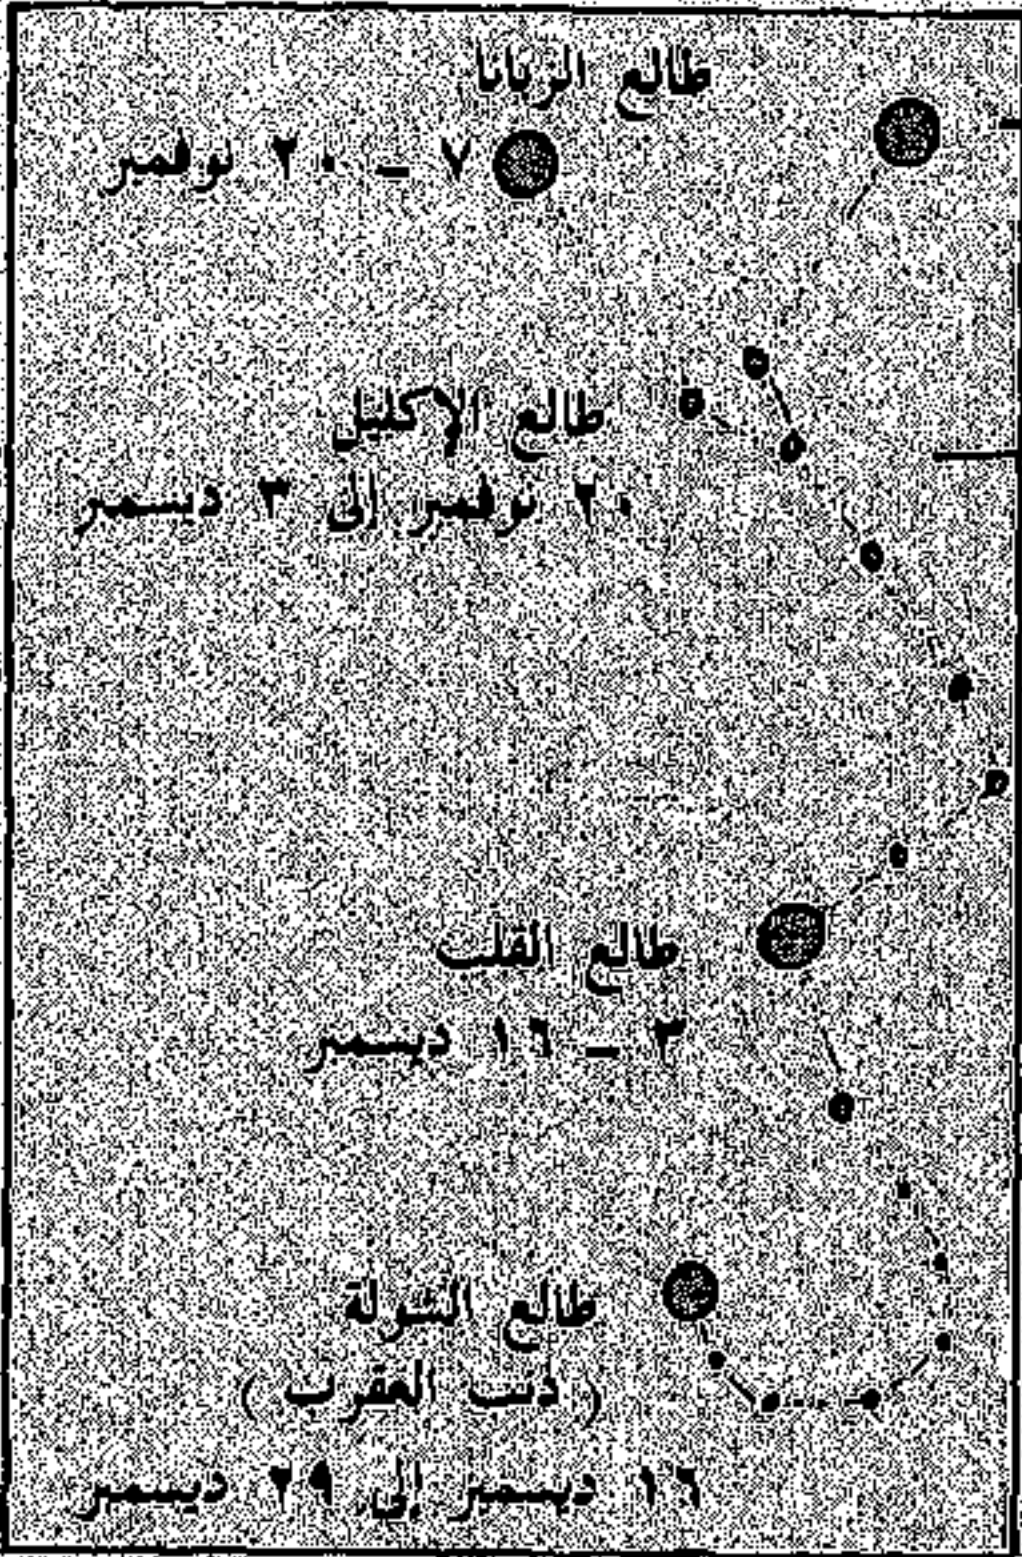 طالع الزبانا
٧ - ٢٠ نوفمبر
طالع الإكليل
٢٠ نوفمبر إلى ٣ ديسمبر
طالع القلب
٣ - ١٦ ديسمبر
طالع الشولة
( ذنب العقرب )
١٦ ديسمبر إلى ٢٩ ديسمبر